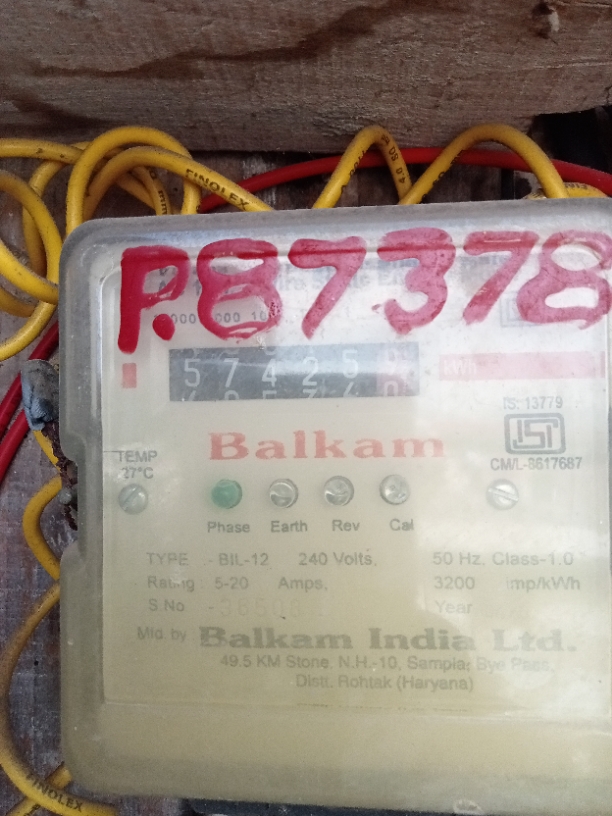 FINOLEX
P.87378
57425
kWh
IS: 13779
Balkam
ISI
TEMP
27°C
CM/L-8617687
Phase Earth Rev Cal
TYPE - BIL-12 240 Volts, 50 Hz, Class-1.0
Rating 5-20 Amps, 3200 imp/kWh
S.No Year
Mfd. by Balkam India Ltd.
49.5 KM Stone, N.H.-10, Sampla, Bye Pass,
Distt. Rohtak (Haryana)
FINOLEX